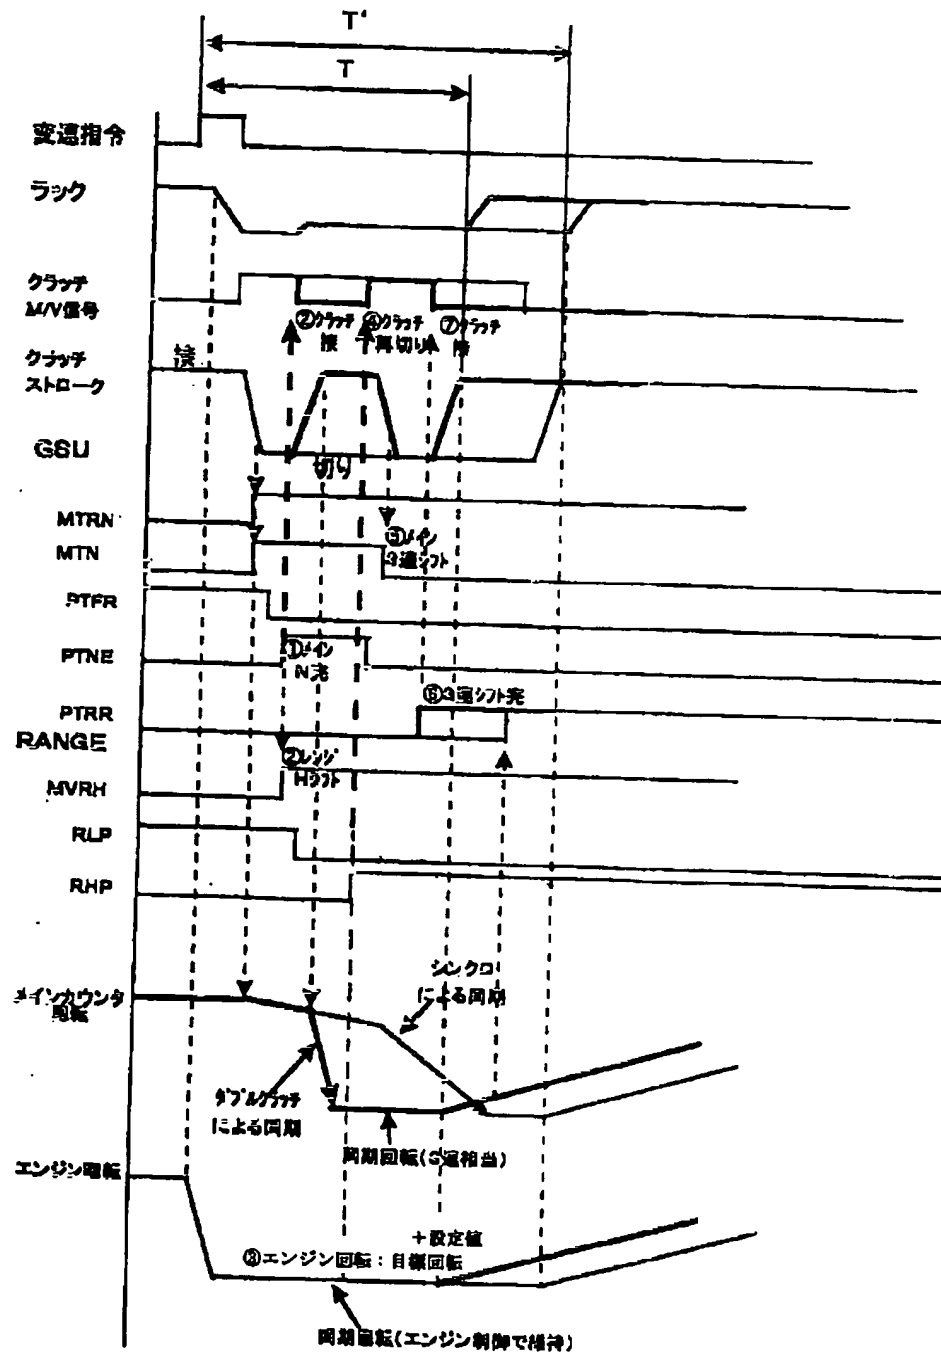 T'
T
変速指令
ラック
クラッチ
M/V信号
②クラッチ
接
④クラッチ
再切り
⑦クラッチ
接
クラッチ
ストローク
接
切り
GSU
MTRN
MTN
⑤メイン
3速シフト
PTFR
PTNE
①メイン
N完
PTRR
⑥3速シフト完
RANGE
②レンジ
Hシフト
MVRH
RLP
RHP
シンクロ
による同期
メインカウンタ
回転
ダブルクラッチ
による同期
同期回転(
速相当)
エンジン回転
+設定値
③エンジン回転:目標回転
同期回転(エンジン制御で維持)